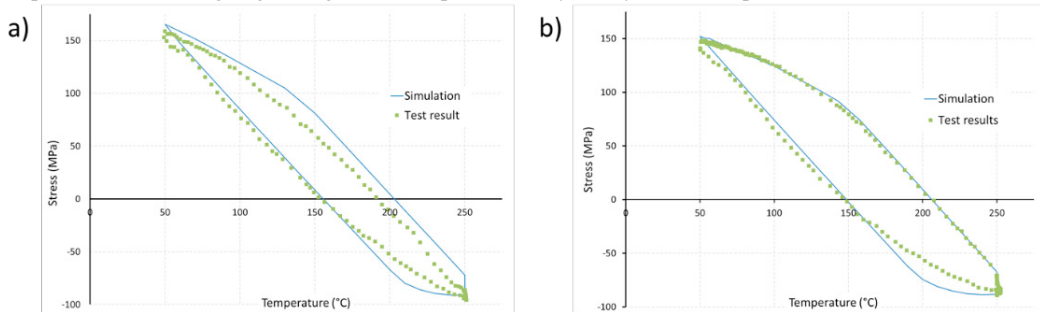 a)
150
100
Simulation
Test result
50
Stress (MPa)
0
0 50 100 150 200 250
-50
-100
Temperature (°C)
b)
150
100
Simulation
Test results
50
Stress (MPa)
0
0 50 100 150 200 250
-50
-100
Temperature (°C)